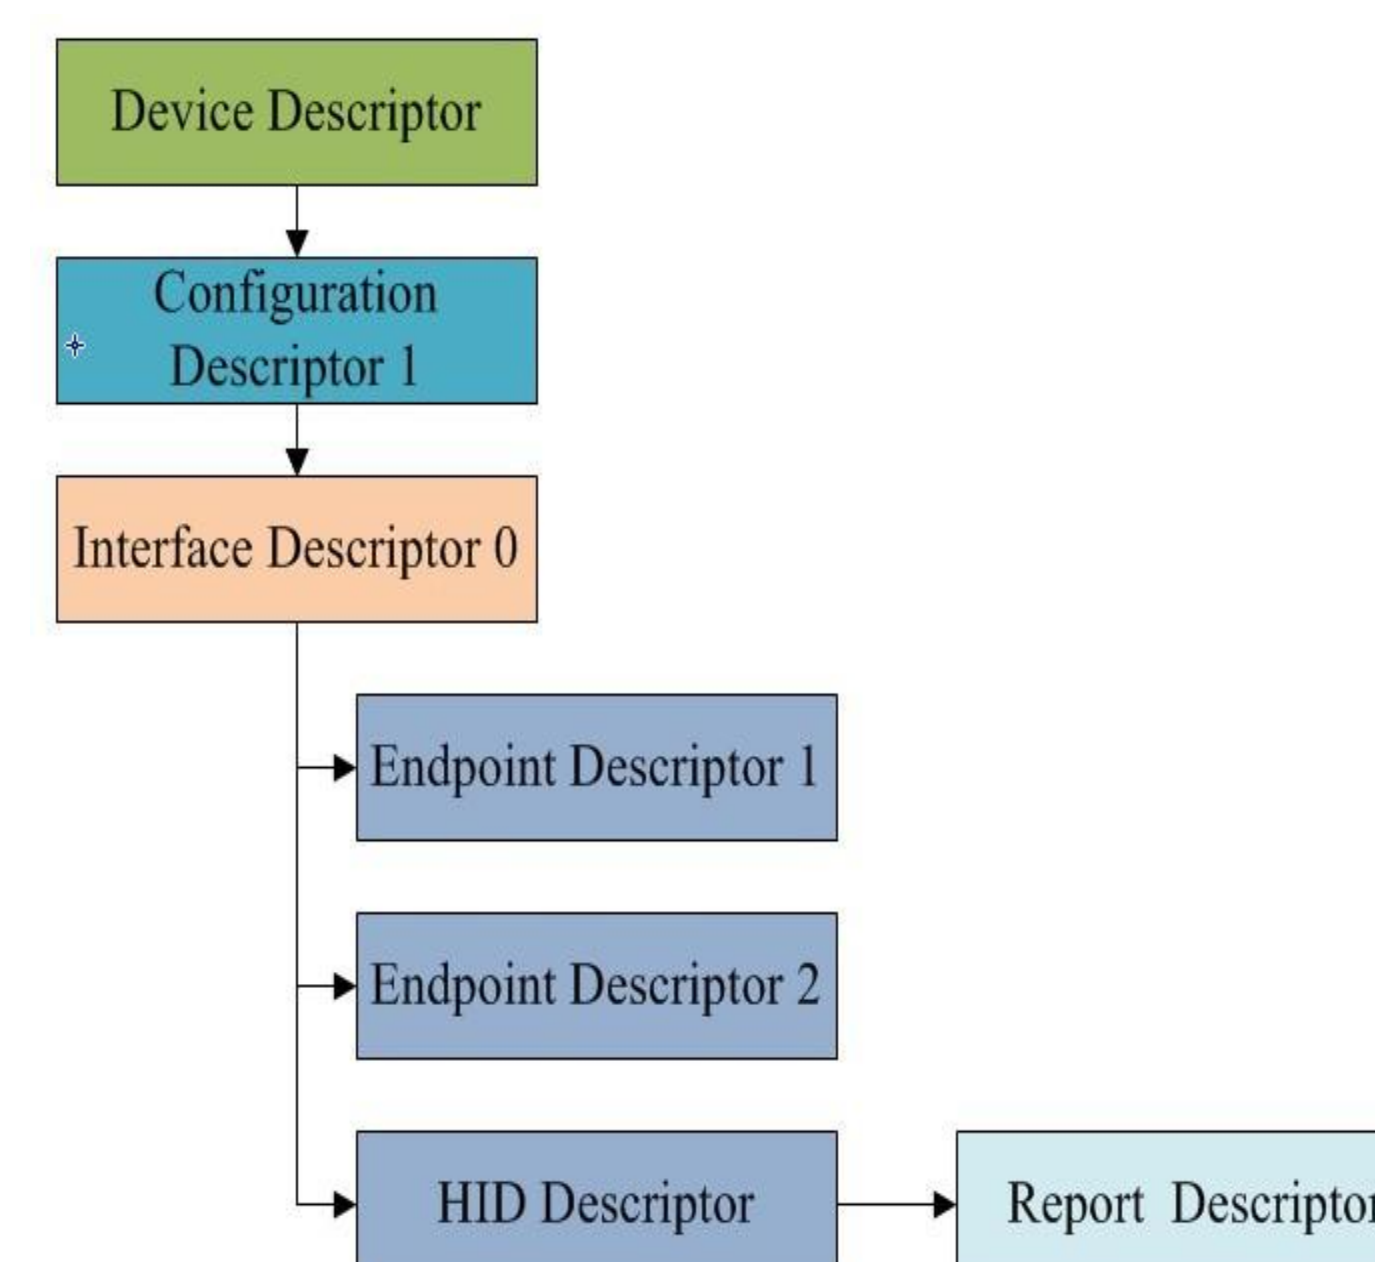 Device Descriptor
Configuration
Descriptor 1
Interface Descriptor 0
Endpoint Descriptor 1
Endpoint Descriptor 2
HID Descriptor
Report Descriptor